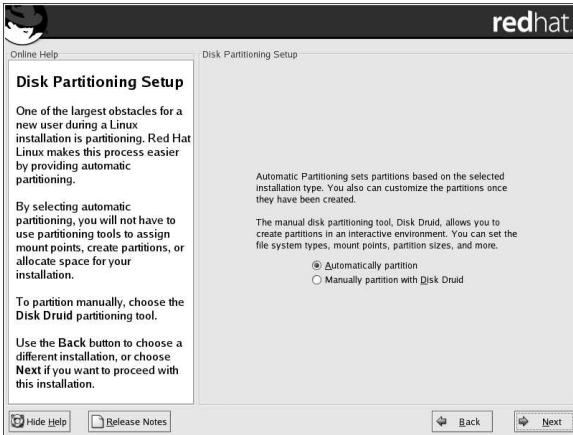 redhat.
Online Help
Disk Partitioning Setup
Disk Partitioning Setup
One of the largest obstacles for a
new user during a Linux
installation is partitioning. Red Hat
Linux makes this process easier
by providing automatic
partitioning.
By selecting automatic
partitioning, you will not have to
use partitioning tools to assign
mount points, create partitions, or
allocate space for your
installation.
To partition manually, choose the
Disk Druid partitioning tool.
Use the Back button to choose a
different installation, or choose
Next if you want to proceed with
this installation.
Automatic Partitioning sets partitions based on the selected
installation type. You also can customize the partitions once
they have been created.
The manual disk partitioning tool, Disk Druid, allows you to
create partitions in an interactive environment. You can set the
file system types, mount points, partition sizes, and more.
Automatically partition
Manually partition with Disk Druid
Hide Help
Release Notes
Back
Next